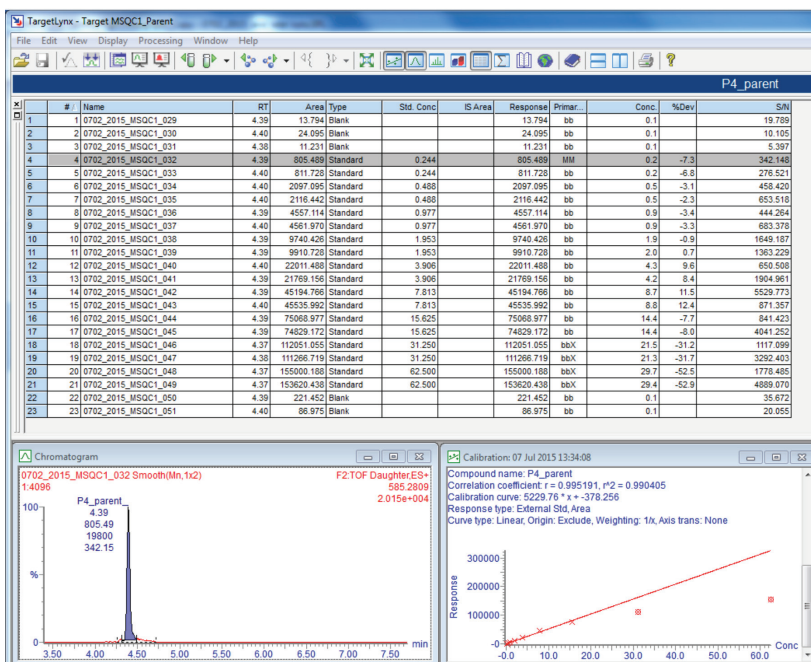 TargetLynx - Target MSQC1_Parent
File Edit View Display Processing Window Help
P4_parent
# / Name RT Area Type Std. Conc IS Area Response Primar... Conc. %Dev S/N
1 1 0702_2015_MSQC1_029 4.39 13.794 Blank 13.794 bb 0.1 19.789
2 2 0702_2015_MSQC1_030 4.40 24.095 Blank 24.095 bb 0.1 10.105
3 3 0702_2015_MSQC1_031 4.38 11.231 Blank 11.231 bb 0.1 5.397
4 4 0702_2015_MSQC1_032 4.39 805.489 Standard 0.244 805.489 MM 0.2 -7.3 342.148
5 5 0702_2015_MSQC1_033 4.40 811.728 Standard 0.244 811.728 bb 0.2 -6.8 276.521
6 6 0702_2015_MSQC1_034 4.39 2097.095 Standard 0.488 2097.095 bb 0.5 -3.1 458.420
7 7 0702_2015_MSQC1_035 4.40 2116.442 Standard 0.488 2116.442 bb 0.5 -2.3 653.518
8 8 0702_2015_MSQC1_036 4.39 4557.114 Standard 0.977 4557.114 bb 0.9 -3.4 444.264
9 9 0702_2015_MSQC1_037 4.40 4561.970 Standard 0.977 4561.970 bb 0.9 -3.3 683.378
10 10 0702_2015_MSQC1_038 4.39 9740.426 Standard 1.953 9740.426 bb 1.9 -0.9 1649.187
11 11 0702_2015_MSQC1_039 4.39 9910.728 Standard 1.953 9910.728 bb 2.0 0.7 1363.229
12 12 0702_2015_MSQC1_040 4.40 22011.488 Standard 3.906 22011.488 bb 4.3 9.6 650.508
13 13 0702_2015_MSQC1_041 4.39 21769.156 Standard 3.906 21769.156 bb 4.2 8.4 1904.961
14 14 0702_2015_MSQC1_042 4.39 45194.766 Standard 7.813 45194.766 bb 8.7 11.5 5529.773
15 15 0702_2015_MSQC1_043 4.40 45535.992 Standard 7.813 45535.992 bb 8.8 12.4 871.357
16 16 0702_2015_MSQC1_044 4.39 75068.977 Standard 15.625 75068.977 bb 14.4 -7.7 841.423
17 17 0702_2015_MSQC1_045 4.39 74829.172 Standard 15.625 74829.172 bb 14.4 -8.0 4041.252
18 18 0702_2015_MSQC1_046 4.37 112051.055 Standard 31.250 112051.055 bbX 21.5 -31.2 1117.099
19 19 0702_2015_MSQC1_047 4.38 111266.719 Standard 31.250 111266.719 bbX 21.3 -31.7 3292.403
20 20 0702_2015_MSQC1_048 4.37 155000.188 Standard 62.500 155000.188 bbX 29.7 -52.5 1778.485
21 21 0702_2015_MSQC1_049 4.37 153620.438 Standard 62.500 153620.438 bbX 29.4 -52.9 4889.070
22 22 0702_2015_MSQC1_050 4.39 221.452 Blank 221.452 bb 0.1 35.672
23 23 0702_2015_MSQC1_051 4.40 86.975 Blank 86.975 bb 0.1 20.055
Chromatogram
0702_2015_MSQC1_032 Smooth(Mn,1x2) F2:TOF Daughter,ES+
1:4096 585.2809
2.015e+004
P4_parent
4.39
805.49
19800
342.15
100
%
0
min
3.50 4.00 4.50 5.00 5.50 6.00 6.50 7.00 7.50
Calibration: 07 Jul 2015 13:34:08
Compound name: P4_parent
Correlation coefficient: r = 0.995191, r^2 = 0.990405
Calibration curve: 5229.76 * x + -378.256
Response type: External Std, Area
Curve type: Linear, Origin: Exclude, Weighting: 1/x, Axis trans: None
Response
300000
200000
100000
-0
Conc
-0.0 10.0 20.0 30.0 40.0 50.0 60.0